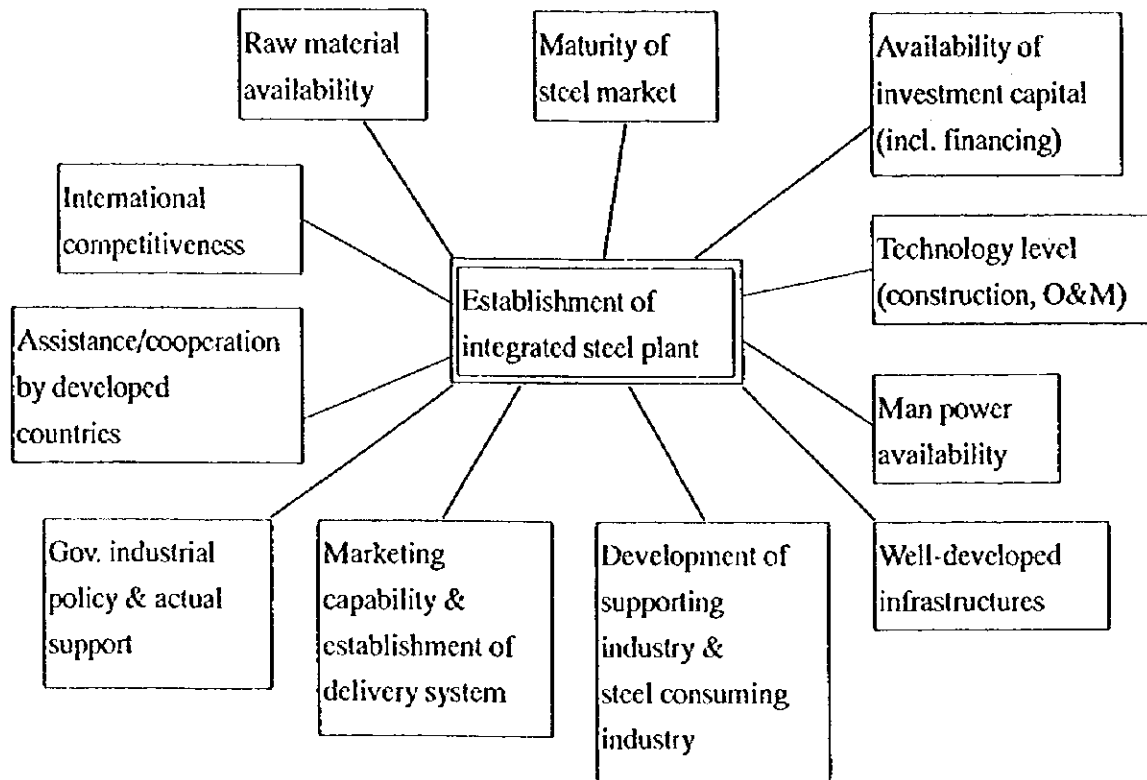 Raw material
availability
Maturity of
steel market
Availability of
investment capital
(incl. financing)
International
competitiveness
Technology level
(construction, O&M)
Establishment of
integrated steel plant
Assistance/cooperation
by developed
countries
Man power
availability
Gov. industrial
policy & actual
support
Marketing
capability &
establishment of
delivery system
Development of
supporting
industry &
steel consuming
industry
Well-developed
infrastructures